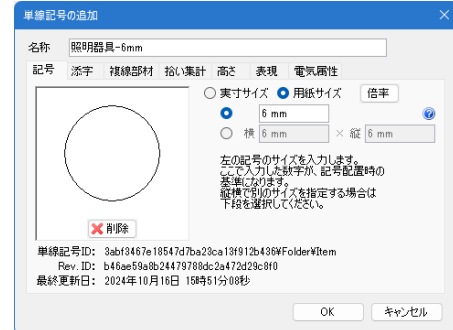 単線記号の追加
名称 照明器具-6mm
記号 添字 複線部材 拾い集計 高さ 表現 電気属性
実寸サイズ 用紙サイズ 倍率
6 mm
横 6 mm × 縦 6 mm
左の記号のサイズを入力します。
ここで入力した数字が、記号配置時の
基準になります。
縦横で別のサイズを指定する場合は
下段を選択してください。
削除
単線記号ID: 3abf3467e18547d7ba23ca13f912b436¥Folder¥Item
Rev. ID: b46ae59a8b24479788dc2a472d29c8f0
最終更新日: 2024年10月16日 15時51分08秒
OK キャンセル